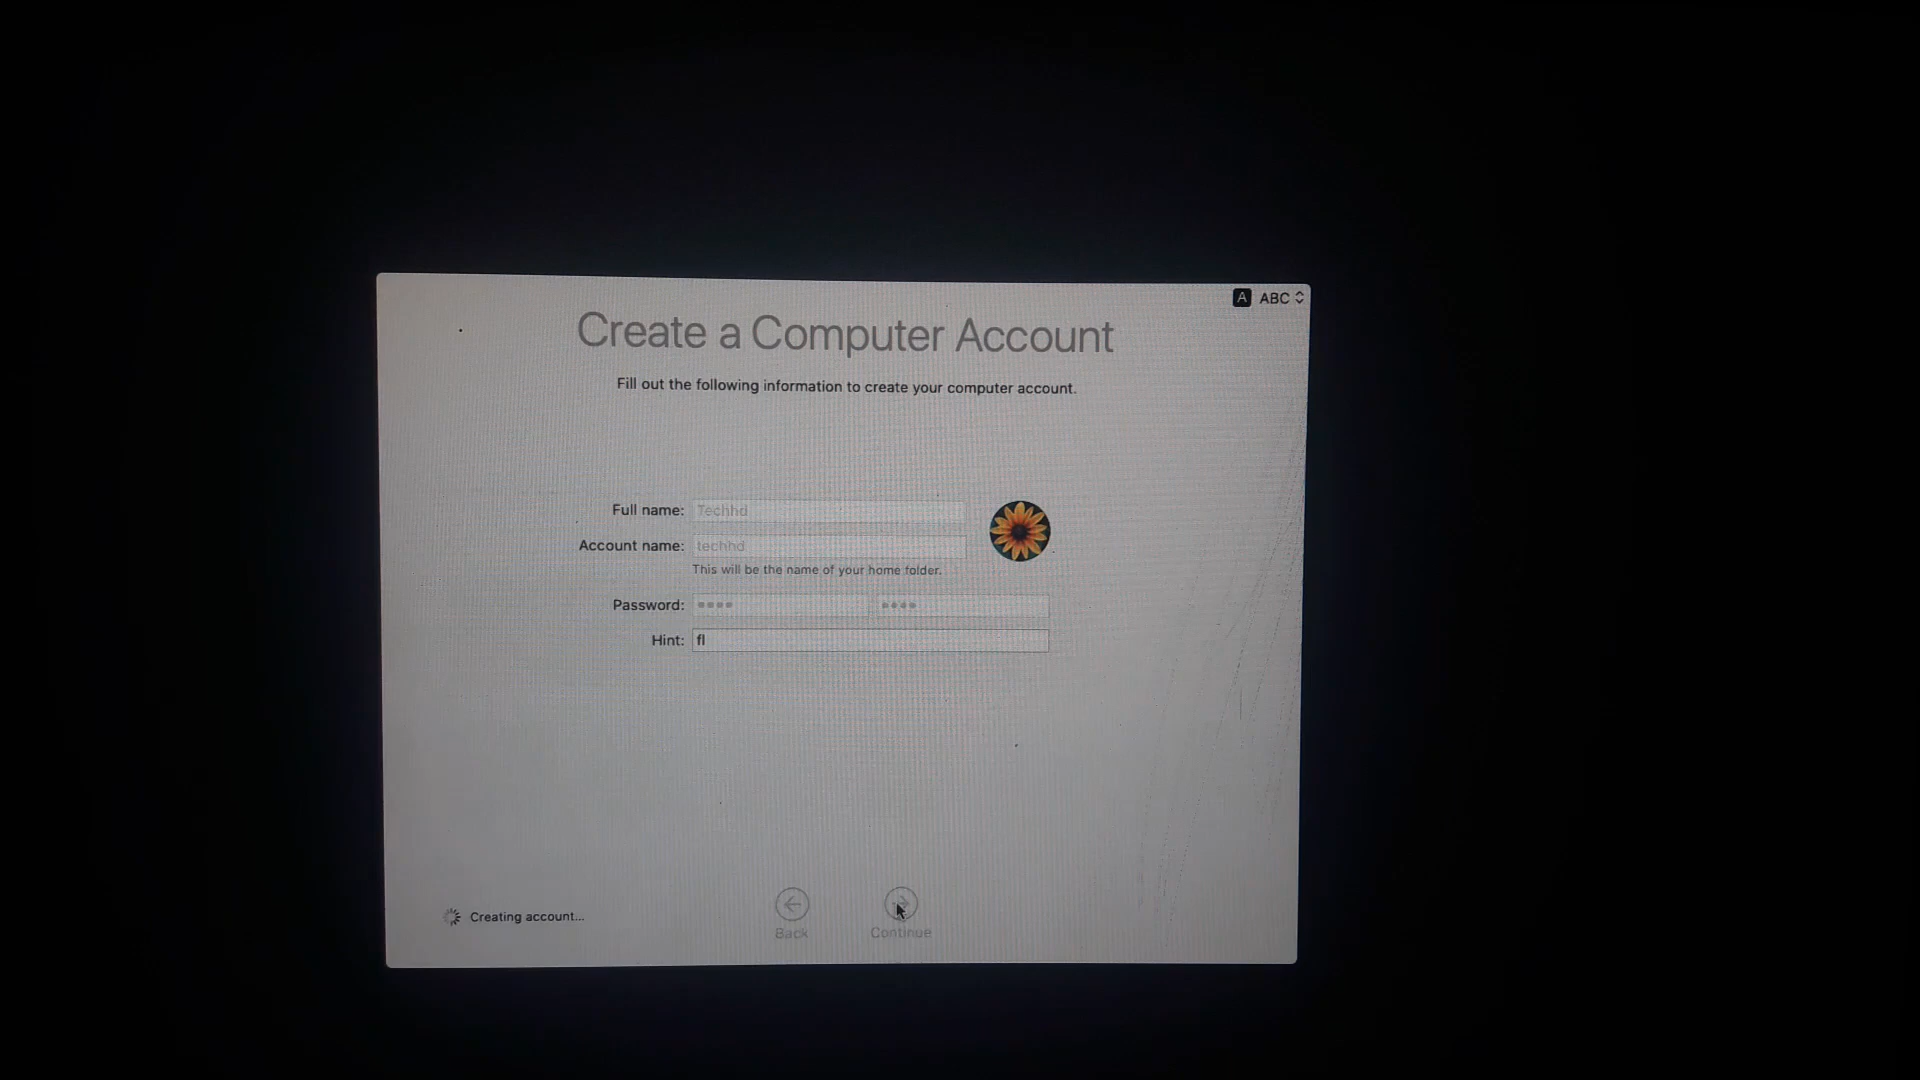 A ABC
Create a Computer Account
Fill out the following information to create your computer account.
Full name: Techhd
Account name: techhd
This will be the name of your home folder.
Password: ●●●● ●●●●
Hint: fl
Creating account...
Back
Continue